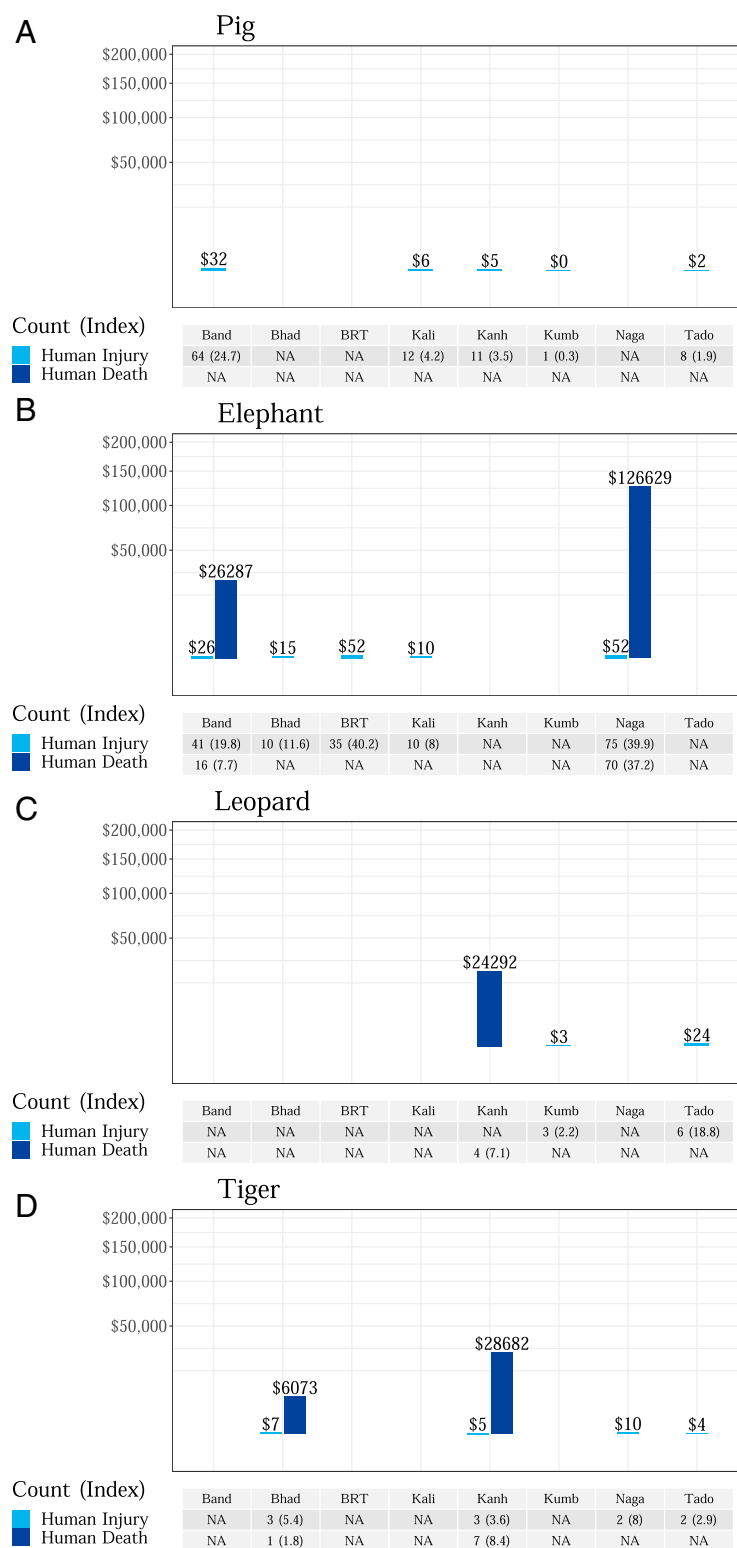 A
Pig
$200,000
$150,000
$100,000
$50,000
$32 $6 $5 $0 $2
Count (Index)
Band Bhad BRT Kali Kanh Kumb Naga Tado
Human Injury 64 (24.7) NA NA 12 (4.2) 11 (3.5) 1 (0.3) NA 8 (1.9)
Human Death NA NA NA NA NA NA NA NA
B
Elephant
$200,000
$150,000
$126629
$100,000
$50,000
$26287
$26 $15 $52 $10 $52
Count (Index)
Band Bhad BRT Kali Kanh Kumb Naga Tado
Human Injury 41 (19.8) 10 (11.6) 35 (40.2) 10 (8) NA NA 75 (39.9) NA
Human Death 16 (7.7) NA NA NA NA NA 70 (37.2) NA
C
Leopard
$200,000
$150,000
$100,000
$50,000
$24292
$3 $24
Count (Index)
Band Bhad BRT Kali Kanh Kumb Naga Tado
Human Injury NA NA NA NA NA 3 (2.2) NA 6 (18.8)
Human Death NA NA NA NA 4 (7.1) NA NA NA
D
Tiger
$200,000
$150,000
$100,000
$50,000
$28682
$6073
$7 $5 $10 $4
Count (Index)
Band Bhad BRT Kali Kanh Kumb Naga Tado
Human Injury NA 3 (5.4) NA NA 3 (3.6) NA 2 (8) 2 (2.9)
Human Death NA 1 (1.8) NA NA 7 (8.4) NA NA NA